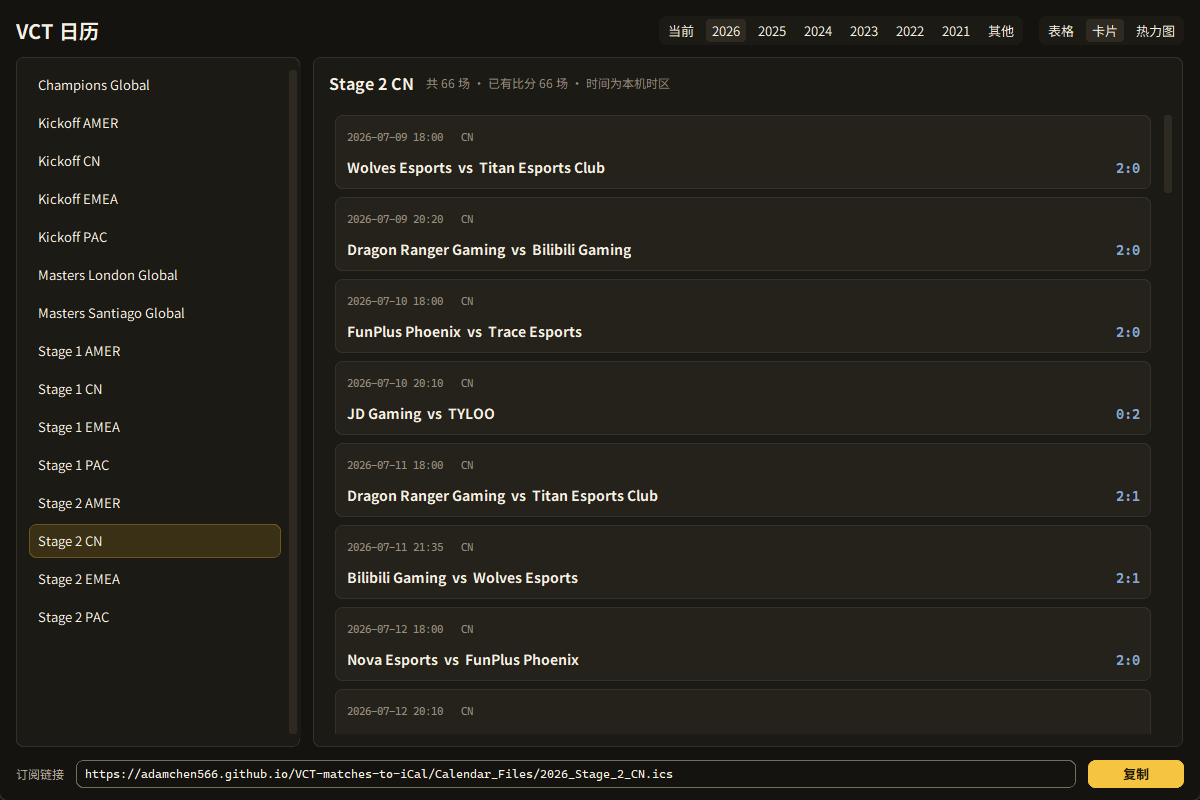 VCT 日历
当前 2026 2025 2024 2023 2022 2021 其他 表格 卡片 热力图
Champions Global
Kickoff AMER
Kickoff CN
Kickoff EMEA
Kickoff PAC
Masters London Global
Masters Santiago Global
Stage 1 AMER
Stage 1 CN
Stage 1 EMEA
Stage 1 PAC
Stage 2 AMER
Stage 2 CN
Stage 2 EMEA
Stage 2 PAC
Stage 2 CN 共 66 场 • 已有比分 66 场 • 时间为本机时区
2026-07-09 18:00 CN
Wolves Esports vs Titan Esports Club 2:0
2026-07-09 20:20 CN
Dragon Ranger Gaming vs Bilibili Gaming 2:0
2026-07-10 18:00 CN
FunPlus Phoenix vs Trace Esports 2:0
2026-07-10 20:10 CN
JD Gaming vs TYLOO 0:2
2026-07-11 18:00 CN
Dragon Ranger Gaming vs Titan Esports Club 2:1
2026-07-11 21:35 CN
Bilibili Gaming vs Wolves Esports 2:1
2026-07-12 18:00 CN
Nova Esports vs FunPlus Phoenix 2:0
2026-07-12 20:10 CN
订阅链接 https://adamchen566.github.io/VCT-matches-to-iCal/Calendar_Files/2026_Stage_2_CN.ics 复制